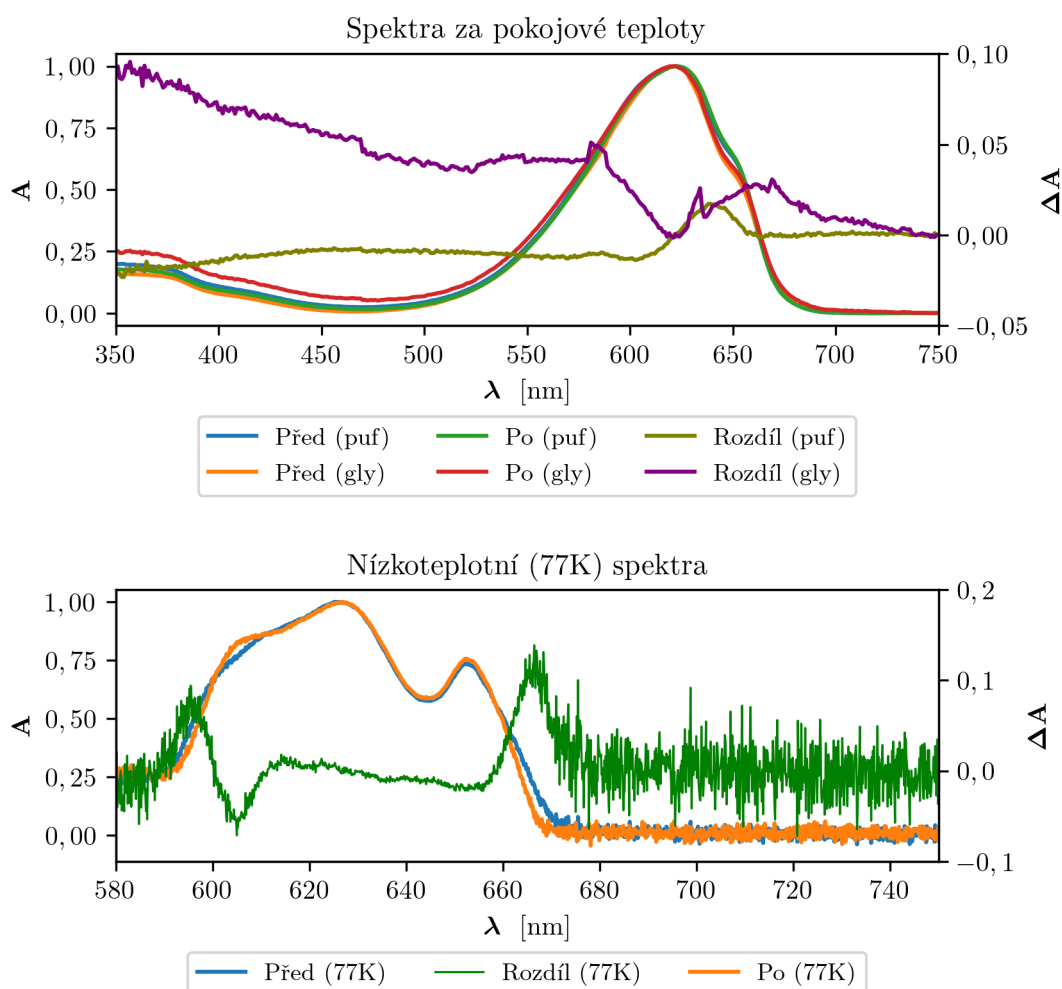 Spektra za pokojové teploty
1,00
0,75
0,50
0,25
0,00
A
0,10
0,05
0,00
−0,05
ΔA
350 400 450 500 550 600 650 700 750
λ [nm]
Před (puf) Po (puf) Rozdíl (puf)
Před (gly) Po (gly) Rozdíl (gly)
Nízkoteplotní (77K) spektra
1,00
0,75
0,50
0,25
0,00
A
0,2
0,1
0,0
−0,1
ΔA
580 600 620 640 660 680 700 720 740
λ [nm]
Před (77K) Rozdíl (77K) Po (77K)